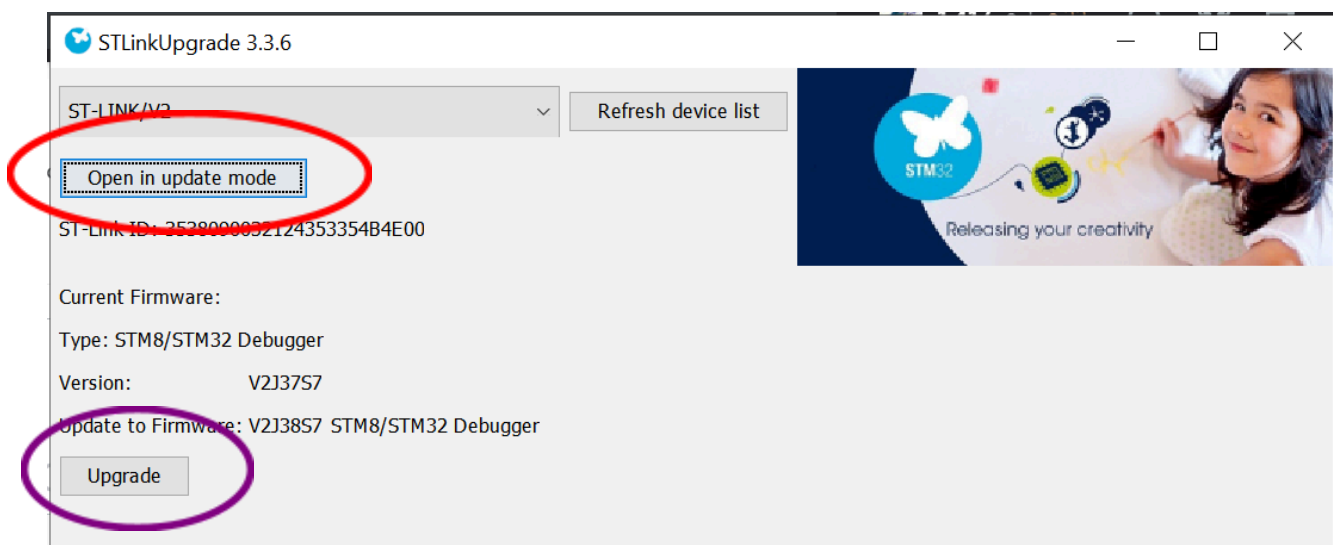 STLinkUpgrade 3.3.6
ST-LINK/V2
Refresh device list
Open in update mode
ST-Link ID: 3538090032124353354B4E00
STM32
Releasing your creativity
Current Firmware:
Type: STM8/STM32 Debugger
Version: V2J37S7
Update to Firmware: V2J38S7 STM8/STM32 Debugger
Upgrade